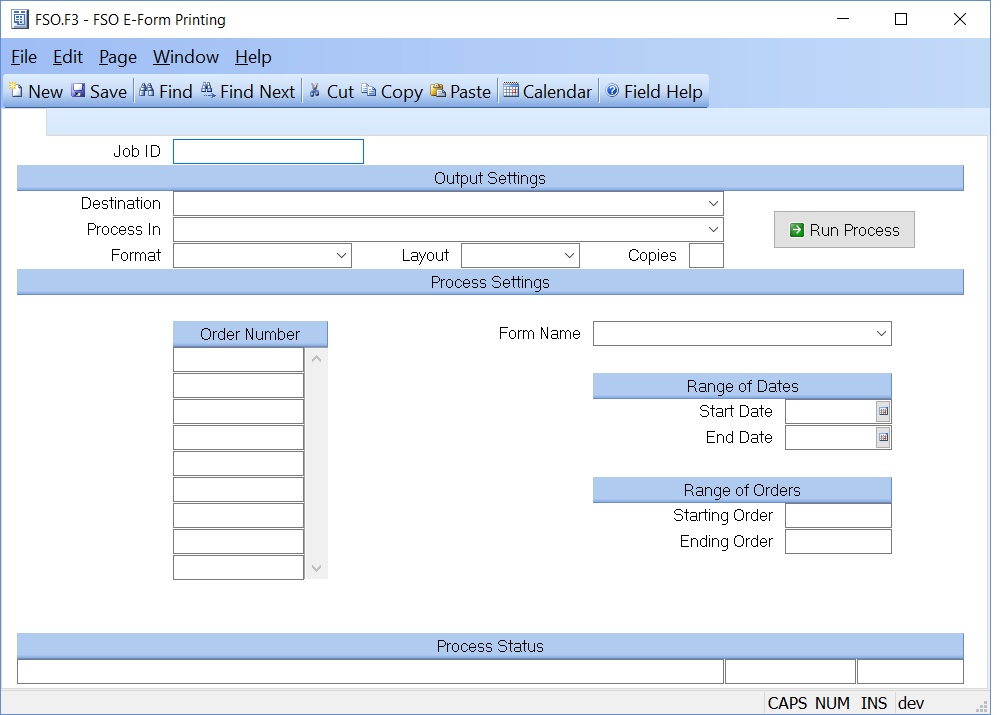 FSO.F3 - FSO E-Form Printing
File Edit Page Window Help
New Save Find Find Next Cut Copy Paste Calendar Field Help
Job ID
Output Settings
Destination
Process In
Run Process
Format Layout Copies
Process Settings
Order Number
Form Name
Range of Dates
Start Date
End Date
Range of Orders
Starting Order
Ending Order
Process Status
CAPS NUM INS dev